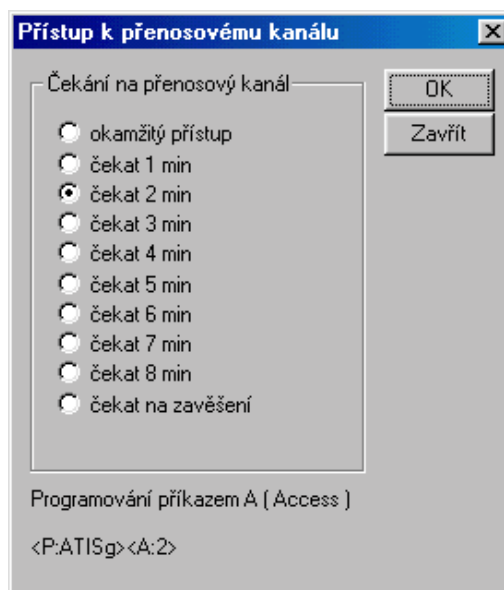 Přístup k přenosovému kanálu
Čekání na přenosový kanál
OK
Zavřít
okamžitý přístup
čekat 1 min
čekat 2 min
čekat 3 min
čekat 4 min
čekat 5 min
čekat 6 min
čekat 7 min
čekat 8 min
čekat na zavěšení
Programování příkazem A ( Access )
<P:ATISg><A:2>